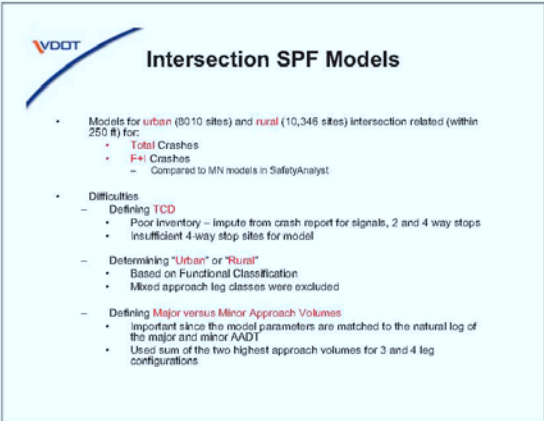 VDOT
Intersection SPF Models
• Models for urban (8010 sites) and rural (10,346 sites) intersection related (within
250 ft) for:
• Total Crashes
• F+I Crashes
– Compared to MN models in SafetyAnalyst
• Difficulties
– Defining TCD
• Poor inventory – impute from crash report for signals, 2 and 4 way stops
• Insufficient 4-way stop sites for model
– Determining "Urban" or "Rural"
• Based on Functional Classification
• Mixed approach leg classes were excluded
– Defining Major versus Minor Approach Volumes
• Important since the model parameters are matched to the natural log of
the major and minor AADT
• Used sum of the two highest approach volumes for 3 and 4 leg
configurations